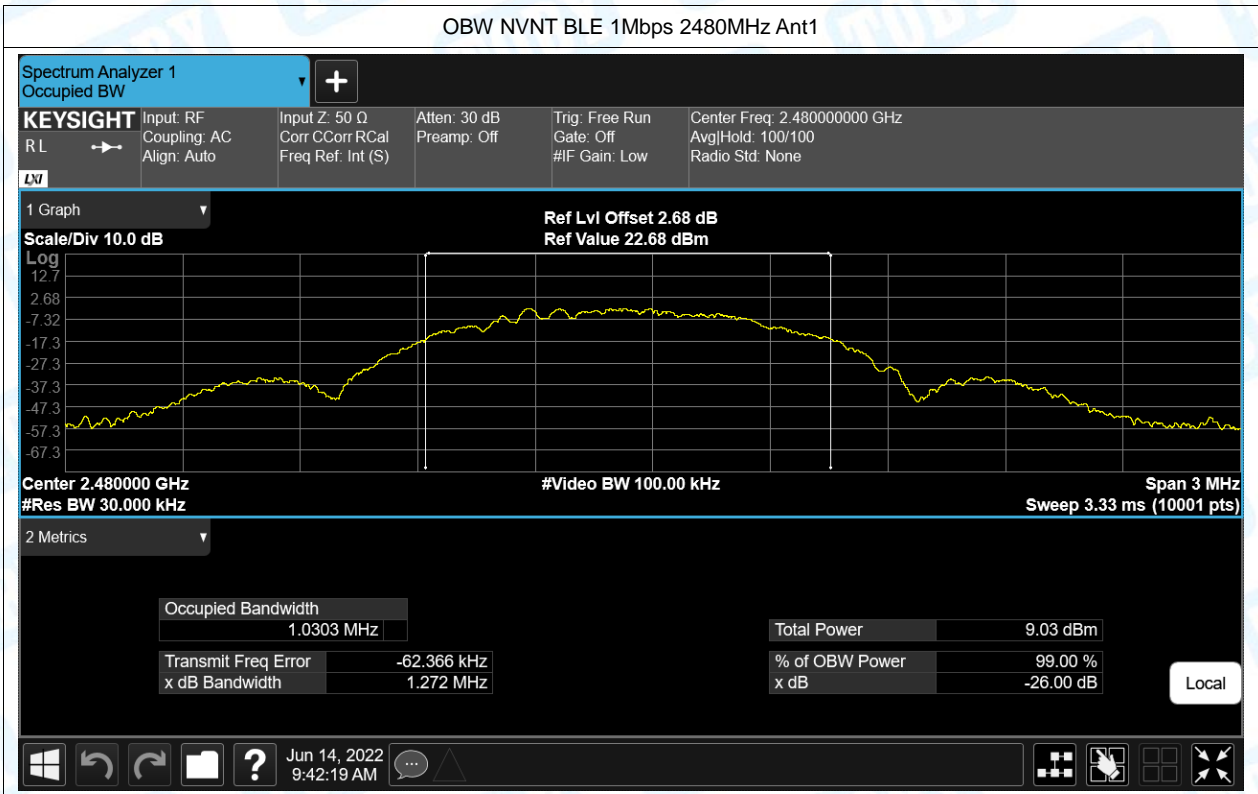 OBW NVNT BLE 1Mbps 2480MHz Ant1
Spectrum Analyzer 1
Occupied BW
KEYSIGHT
RL
LXI
Input: RF
Coupling: AC
Align: Auto
Input Z: 50 Ω
Corr CCorr RCal
Freq Ref: Int (S)
Atten: 30 dB
Preamp: Off
Trig: Free Run
Gate: Off
#IF Gain: Low
Center Freq: 2.480000000 GHz
Avg|Hold: 100/100
Radio Std: None
1 Graph
Ref Lvl Offset 2.68 dB
Scale/Div 10.0 dB
Ref Value 22.68 dBm
Log
12.7
2.68
-7.32
-17.3
-27.3
-37.3
-47.3
-57.3
-67.3
Center 2.480000 GHz
#Video BW 100.00 kHz
Span 3 MHz
#Res BW 30.000 kHz
Sweep 3.33 ms (10001 pts)
2 Metrics
Occupied Bandwidth
1.0303 MHz
Total Power 9.03 dBm
Transmit Freq Error -62.366 kHz
% of OBW Power 99.00 %
x dB Bandwidth 1.272 MHz
x dB -26.00 dB
Local
Jun 14, 2022
9:42:19 AM